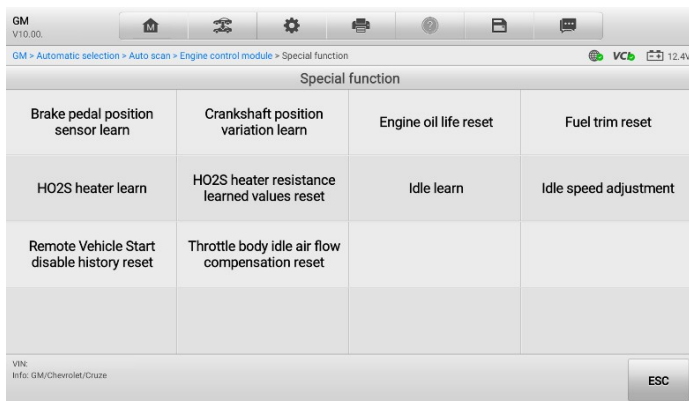 GM
V10.00.
M
GM > Automatic selection > Auto scan > Engine control module > Special function
VCb
12.4V
Special function
Brake pedal position
sensor learn
Crankshaft position
variation learn
Engine oil life reset
Fuel trim reset
HO2S heater learn
HO2S heater resistance
learned values reset
Idle learn
Idle speed adjustment
Remote Vehicle Start
disable history reset
Throttle body idle air flow
compensation reset
VIN:
Info: GM/Chevrolet/Cruze
ESC